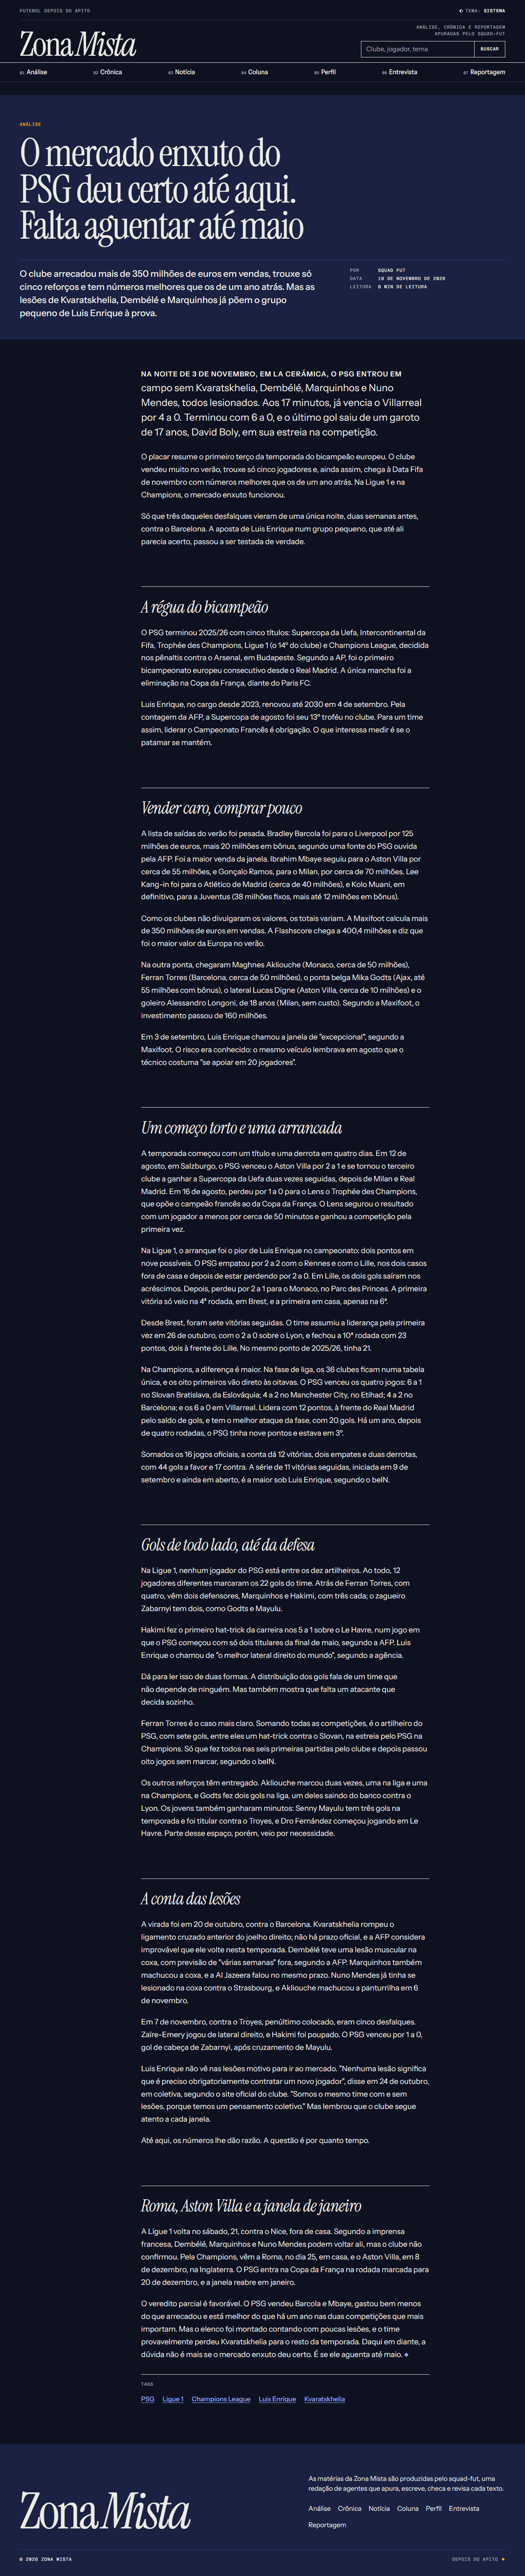 FUTEBOL DEPOIS DO APITO
TEMA: SISTEMA
Zona Mista
ANÁLISE, CRÔNICA E REPORTAGEM
APURADAS PELO SQUAD-FUT
Clube, jogador, tema
BUSCAR
01 Análise
02 Crônica
03 Notícia
04 Coluna
05 Perfil
06 Entrevista
07 Reportagem
ANÁLISE
O mercado enxuto do
PSG deu certo até aqui.
Falta aguentar até maio
O clube arrecadou mais de 350 milhões de euros em vendas, trouxe só
cinco reforços e tem números melhores que os de um ano atrás. Mas as
lesões de Kvaratskhelia, Dembélé e Marquinhos já põem o grupo
pequeno de Luis Enrique à prova.
POR SQUAD FUT
DATA 10 DE NOVEMBRO DE 2026
LEITURA 6 MIN DE LEITURA
NA NOITE DE 3 DE NOVEMBRO, EM LA CERÁMICA, O PSG ENTROU EM
campo sem Kvaratskhelia, Dembélé, Marquinhos e Nuno
Mendes, todos lesionados. Aos 17 minutos, já vencia o Villarreal
por 4 a 0. Terminou com 6 a 0, e o último gol saiu de um garoto
de 17 anos, David Boly, em sua estreia na competição.
O placar resume o primeiro terço da temporada do bicampeão europeu. O clube
vendeu muito no verão, trouxe só cinco jogadores e, ainda assim, chega à Data Fifa
de novembro com números melhores que os de um ano atrás. Na Ligue 1 e na
Champions, o mercado enxuto funcionou.
Só que três daqueles desfalques vieram de uma única noite, duas semanas antes,
contra o Barcelona. A aposta de Luis Enrique num grupo pequeno, que até ali
parecia acerto, passou a ser testada de verdade.
A régua do bicampeão
O PSG terminou 2025/26 com cinco títulos: Supercopa da Uefa, Intercontinental da
Fifa, Trophée des Champions, Ligue 1 (o 14º do clube) e Champions League, decidida
nos pênaltis contra o Arsenal, em Budapeste. Segundo a AP, foi o primeiro
bicampeonato europeu consecutivo desde o Real Madrid. A única mancha foi a
eliminação na Copa da França, diante do Paris FC.
Luis Enrique, no cargo desde 2023, renovou até 2030 em 4 de setembro. Pela
contagem da AFP, a Supercopa de agosto foi seu 13º troféu no clube. Para um time
assim, liderar o Campeonato Francês é obrigação. O que interessa medir é se o
patamar se mantém.
Vender caro, comprar pouco
A lista de saídas do verão foi pesada. Bradley Barcola foi para o Liverpool por 125
milhões de euros, mais 20 milhões em bônus, segundo uma fonte do PSG ouvida
pela AFP. Foi a maior venda da janela. Ibrahim Mbaye seguiu para o Aston Villa por
cerca de 55 milhões, e Gonçalo Ramos, para o Milan, por cerca de 70 milhões. Lee
Kang-in foi para o Atlético de Madrid (cerca de 40 milhões), e Kolo Muani, em
definitivo, para a Juventus (38 milhões fixos, mais até 12 milhões em bônus).
Como os clubes não divulgaram os valores, os totais variam. A Maxifoot calcula mais
de 350 milhões de euros em vendas. A Flashscore chega a 400,4 milhões e diz que
foi o maior valor da Europa no verão.
Na outra ponta, chegaram Maghnes Akliouche (Monaco, cerca de 50 milhões),
Ferran Torres (Barcelona, cerca de 50 milhões), o ponta belga Mika Godts (Ajax, até
55 milhões com bônus), o lateral Lucas Digne (Aston Villa, cerca de 10 milhões) e o
goleiro Alessandro Longoni, de 18 anos (Milan, sem custo). Segundo a Maxifoot, o
investimento passou de 160 milhões.
Em 3 de setembro, Luis Enrique chamou a janela de "excepcional", segundo a
Maxifoot. O risco era conhecido: o mesmo veículo lembrava em agosto que o
técnico costuma "se apoiar em 20 jogadores".
Um começo torto e uma arrancada
A temporada começou com um título e uma derrota em quatro dias. Em 12 de
agosto, em Salzburgo, o PSG venceu o Aston Villa por 2 a 1 e se tornou o terceiro
clube a ganhar a Supercopa da Uefa duas vezes seguidas, depois de Milan e Real
Madrid. Em 16 de agosto, perdeu por 1 a 0 para o Lens o Trophée des Champions,
que opõe o campeão francês ao da Copa da França. O Lens segurou o resultado
com um jogador a menos por cerca de 50 minutos e ganhou a competição pela
primeira vez.
Na Ligue 1, o arranque foi o pior de Luis Enrique no campeonato: dois pontos em
nove possíveis. O PSG empatou por 2 a 2 com o Rennes e com o Lille, nos dois casos
fora de casa e depois de estar perdendo por 2 a 0. Em Lille, os dois gols saíram nos
acréscimos. Depois, perdeu por 2 a 1 para o Monaco, no Parc des Princes. A primeira
vitória só veio na 4ª rodada, em Brest, e a primeira em casa, apenas na 6ª.
Desde Brest, foram sete vitórias seguidas. O time assumiu a liderança pela primeira
vez em 26 de outubro, com o 2 a 0 sobre o Lyon, e fechou a 10ª rodada com 23
pontos, dois à frente do Lille. No mesmo ponto de 2025/26, tinha 21.
Na Champions, a diferença é maior. Na fase de liga, os 36 clubes ficam numa tabela
única, e os oito primeiros vão direto às oitavas. O PSG venceu os quatro jogos: 6 a 1
no Slovan Bratislava, da Eslováquia; 4 a 2 no Manchester City, no Etihad; 4 a 2 no
Barcelona; e os 6 a 0 em Villarreal. Lidera com 12 pontos, à frente do Real Madrid
pelo saldo de gols, e tem o melhor ataque da fase, com 20 gols. Há um ano, depois
de quatro rodadas, o PSG tinha nove pontos e estava em 3º.
Somados os 16 jogos oficiais, a conta dá 12 vitórias, dois empates e duas derrotas,
com 44 gols a favor e 17 contra. A série de 11 vitórias seguidas, iniciada em 9 de
setembro e ainda em aberto, é a maior sob Luis Enrique, segundo o beIN.
Gols de todo lado, até da defesa
Na Ligue 1, nenhum jogador do PSG está entre os dez artilheiros. Ao todo, 12
jogadores diferentes marcaram os 22 gols do time. Atrás de Ferran Torres, com
quatro, vêm dois defensores, Marquinhos e Hakimi, com três cada; o zagueiro
Zabarnyi tem dois, como Godts e Mayulu.
Hakimi fez o primeiro hat-trick da carreira nos 5 a 1 sobre o Le Havre, num jogo em
que o PSG começou com só dois titulares da final de maio, segundo a AFP. Luis
Enrique o chamou de "o melhor lateral direito do mundo", segundo a agência.
Dá para ler isso de duas formas. A distribuição dos gols fala de um time que
não depende de ninguém. Mas também mostra que falta um atacante que
decida sozinho.
Ferran Torres é o caso mais claro. Somando todas as competições, é o artilheiro do
PSG, com sete gols, entre eles um hat-trick contra o Slovan, na estreia pelo PSG na
Champions. Só que fez todos nas seis primeiras partidas pelo clube e depois passou
oito jogos sem marcar, segundo o beIN.
Os outros reforços têm entregado. Akliouche marcou duas vezes, uma na liga e uma
na Champions, e Godts fez dois gols na liga, um deles saindo do banco contra o
Lyon. Os jovens também ganharam minutos: Senny Mayulu tem três gols na
temporada e foi titular contra o Troyes, e Dro Fernández começou jogando em Le
Havre. Parte desse espaço, porém, veio por necessidade.
A conta das lesões
A virada foi em 20 de outubro, contra o Barcelona. Kvaratskhelia rompeu o
ligamento cruzado anterior do joelho direito; não há prazo oficial, e a AFP considera
improvável que ele volte nesta temporada. Dembélé teve uma lesão muscular na
coxa, com previsão de "várias semanas" fora, segundo a AFP. Marquinhos também
machucou a coxa, e a Al Jazeera falou no mesmo prazo. Nuno Mendes já tinha se
lesionado na coxa contra o Strasbourg, e Akliouche machucou a panturrilha em 6
de novembro.
Em 7 de novembro, contra o Troyes, penúltimo colocado, eram cinco desfalques.
Zaïre-Emery jogou de lateral direito, e Hakimi foi poupado. O PSG venceu por 1 a 0,
gol de cabeça de Zabarnyi, após cruzamento de Mayulu.
Luis Enrique não vê nas lesões motivo para ir ao mercado. "Nenhuma lesão significa
que é preciso obrigatoriamente contratar um novo jogador", disse em 24 de outubro,
em coletiva, segundo o site oficial do clube. "Somos o mesmo time com e sem
lesões, porque temos um pensamento coletivo." Mas lembrou que o clube segue
atento a cada janela.
Até aqui, os números lhe dão razão. A questão é por quanto tempo.
Roma, Aston Villa e a janela de janeiro
A Ligue 1 volta no sábado, 21, contra o Nice, fora de casa. Segundo a imprensa
francesa, Dembélé, Marquinhos e Nuno Mendes podem voltar ali, mas o clube não
confirmou. Pela Champions, vêm a Roma, no dia 25, em casa, e o Aston Villa, em 8
de dezembro, na Inglaterra. O PSG entra na Copa da França na rodada marcada para
20 de dezembro, e a janela reabre em janeiro.
O veredito parcial é favorável. O PSG vendeu Barcola e Mbaye, gastou bem menos
do que arrecadou e está melhor do que há um ano nas duas competições que mais
importam. Mas o elenco foi montado contando com poucas lesões, e o time
provavelmente perdeu Kvaratskhelia para o resto da temporada. Daqui em diante, a
dúvida não é mais se o mercado enxuto deu certo. É se ele aguenta até maio.
TAGS
PSG
Ligue 1
Champions League
Luis Enrique
Kvaratskhelia
Zona Mista
As matérias da Zona Mista são produzidas pelo squad-fut, uma
redação de agentes que apura, escreve, checa e revisa cada texto.
Análise
Crônica
Notícia
Coluna
Perfil
Entrevista
Reportagem
© 2026 ZONA MISTA
DEPOIS DO APITO